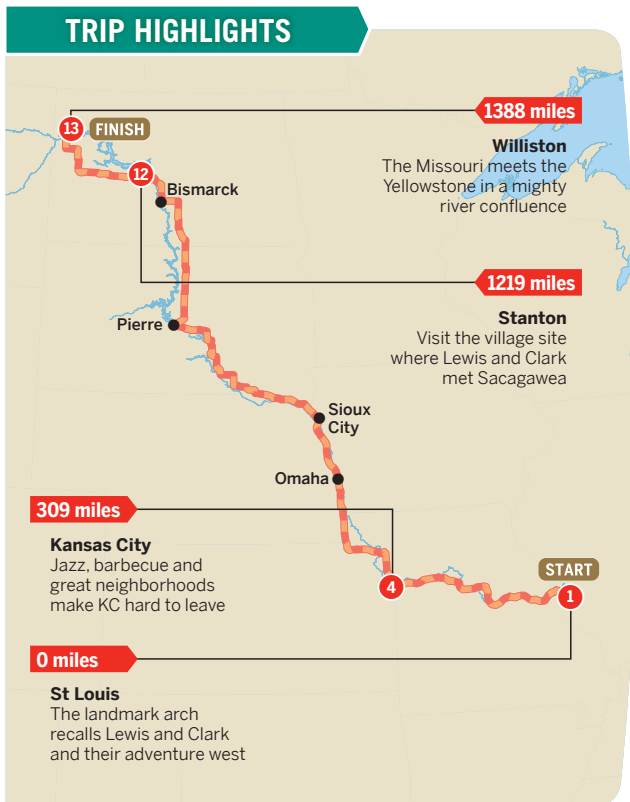 TRIP HIGHLIGHTS
13
FINISH
1388 miles
Williston
The Missouri meets the
Yellowstone in a mighty
river confluence
12
Bismarck
1219 miles
Stanton
Visit the village site
where Lewis and Clark
met Sacagawea
Pierre
Sioux
City
Omaha
309 miles
Kansas City
Jazz, barbecue and
great neighborhoods
make KC hard to leave
4
START
1
0 miles
St Louis
The landmark arch
recalls Lewis and Clark
and their adventure west